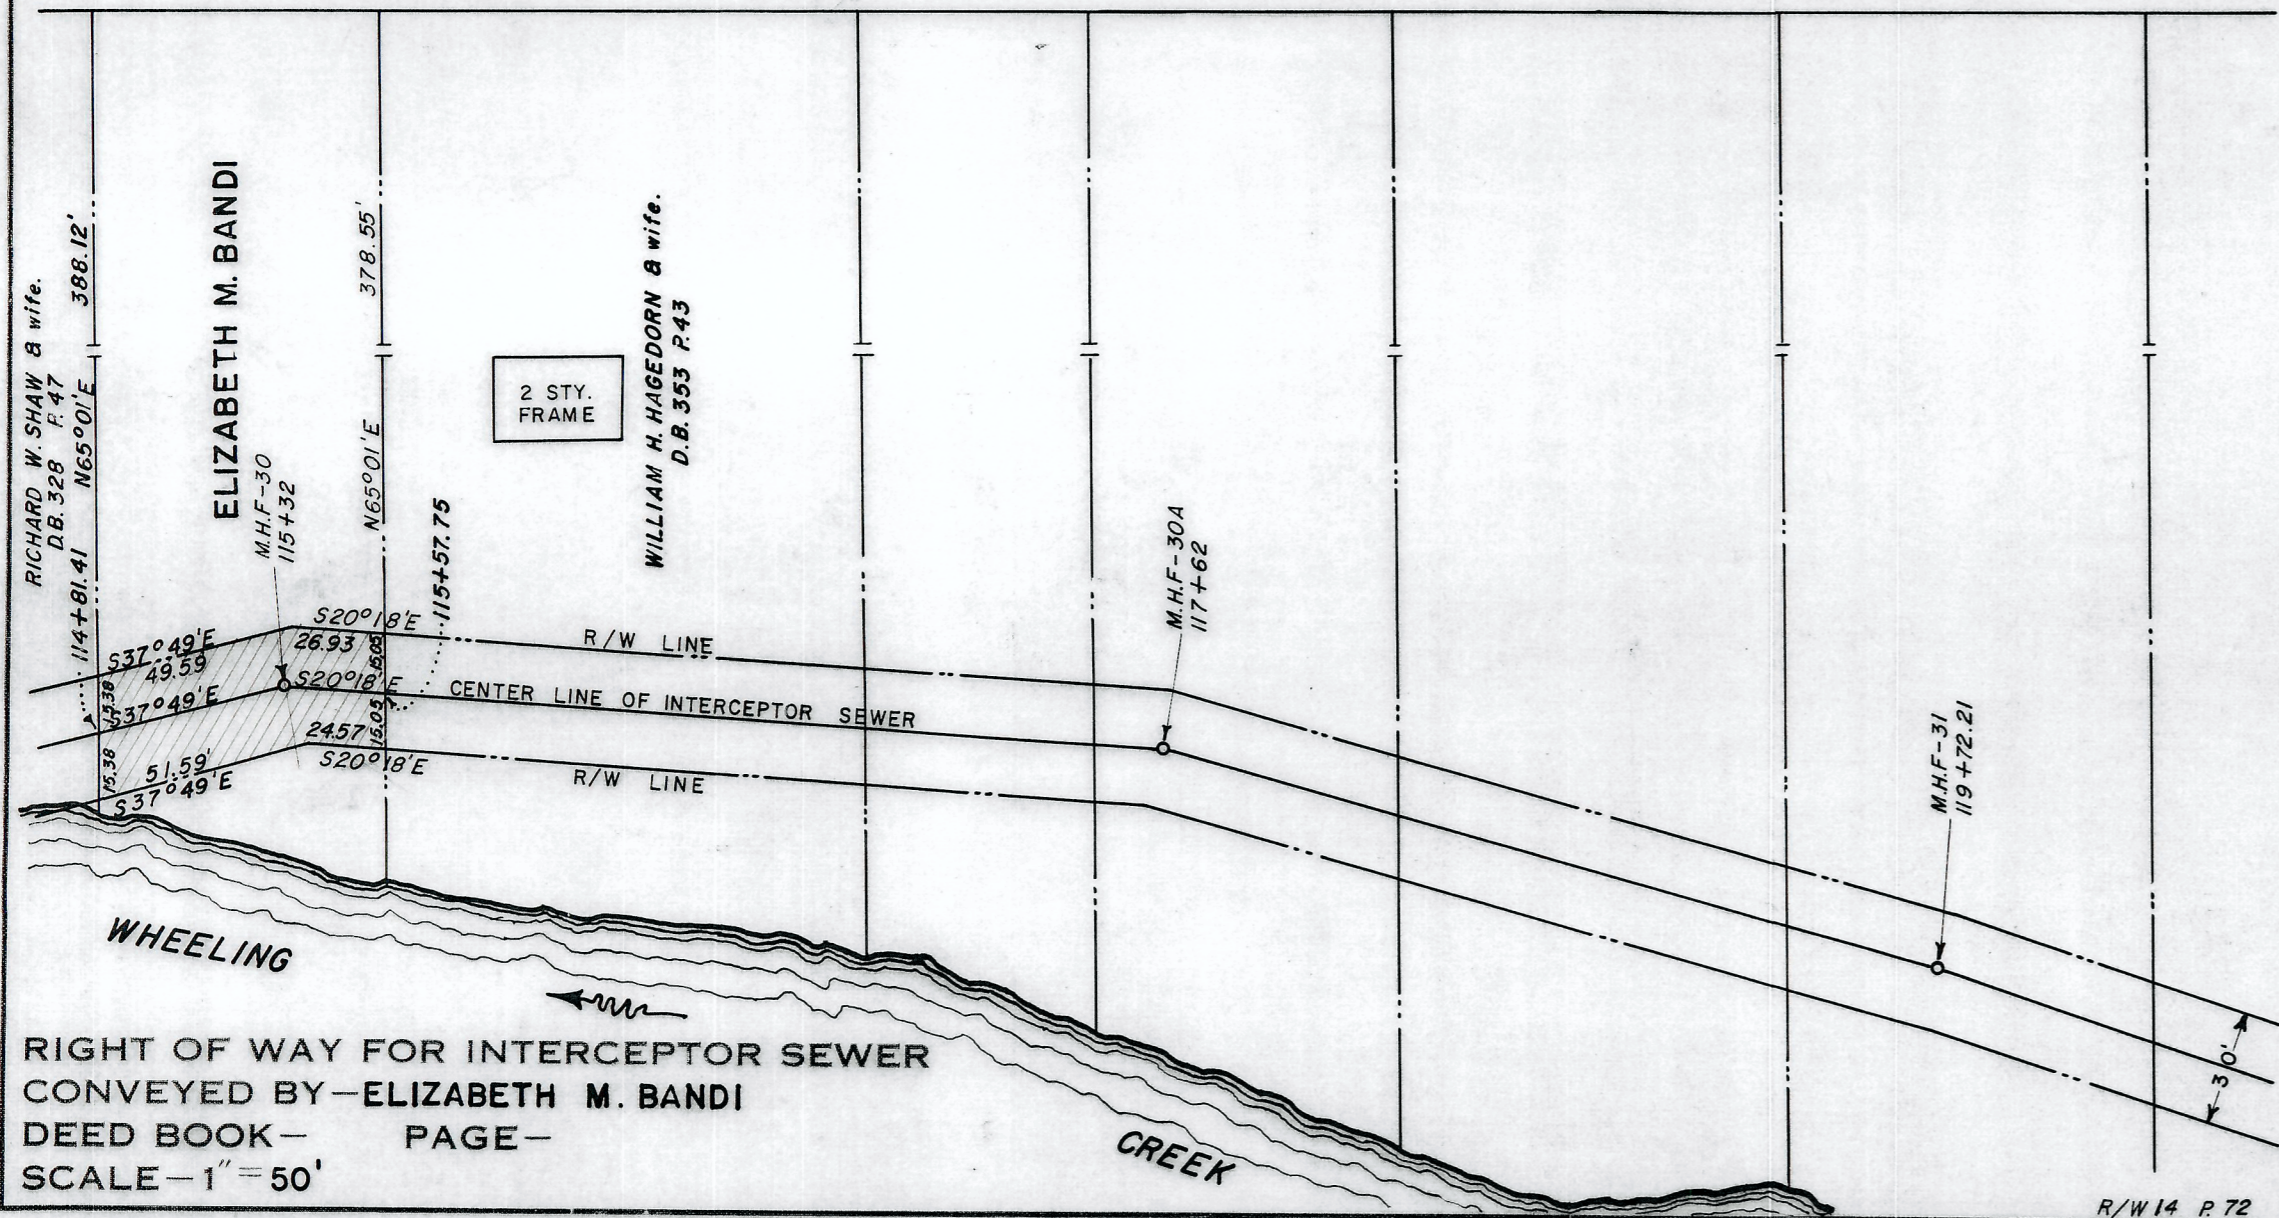 RICHARD W. SHAW & wife.
D.B. 328 P. 47
114+81.41 N65°01'E 388.12'
ELIZABETH M. BANDI
M.H.F-30
115+32
N65°01'E 378.55'
115+57.75
2 STY.
FRAME
WILLIAM H. HAGEDORN & wife.
D.B. 353 P.43
M.H.F-30A
117+62
M.H.F-31
119+72.21
S37°49'E
49.59
S20°18'E
26.93
15.05
R/W LINE
15.38
S37°49'E
S20°18'E
CENTER LINE OF INTERCEPTOR SEWER
15.38
51.59'
S37°49'E
24.57'
15.05
S20°18'E
R/W LINE
30'
WHEELING
CREEK
RIGHT OF WAY FOR INTERCEPTOR SEWER
CONVEYED BY—ELIZABETH M. BANDI
DEED BOOK— PAGE—
SCALE—1"=50'
R/W 14 P. 72